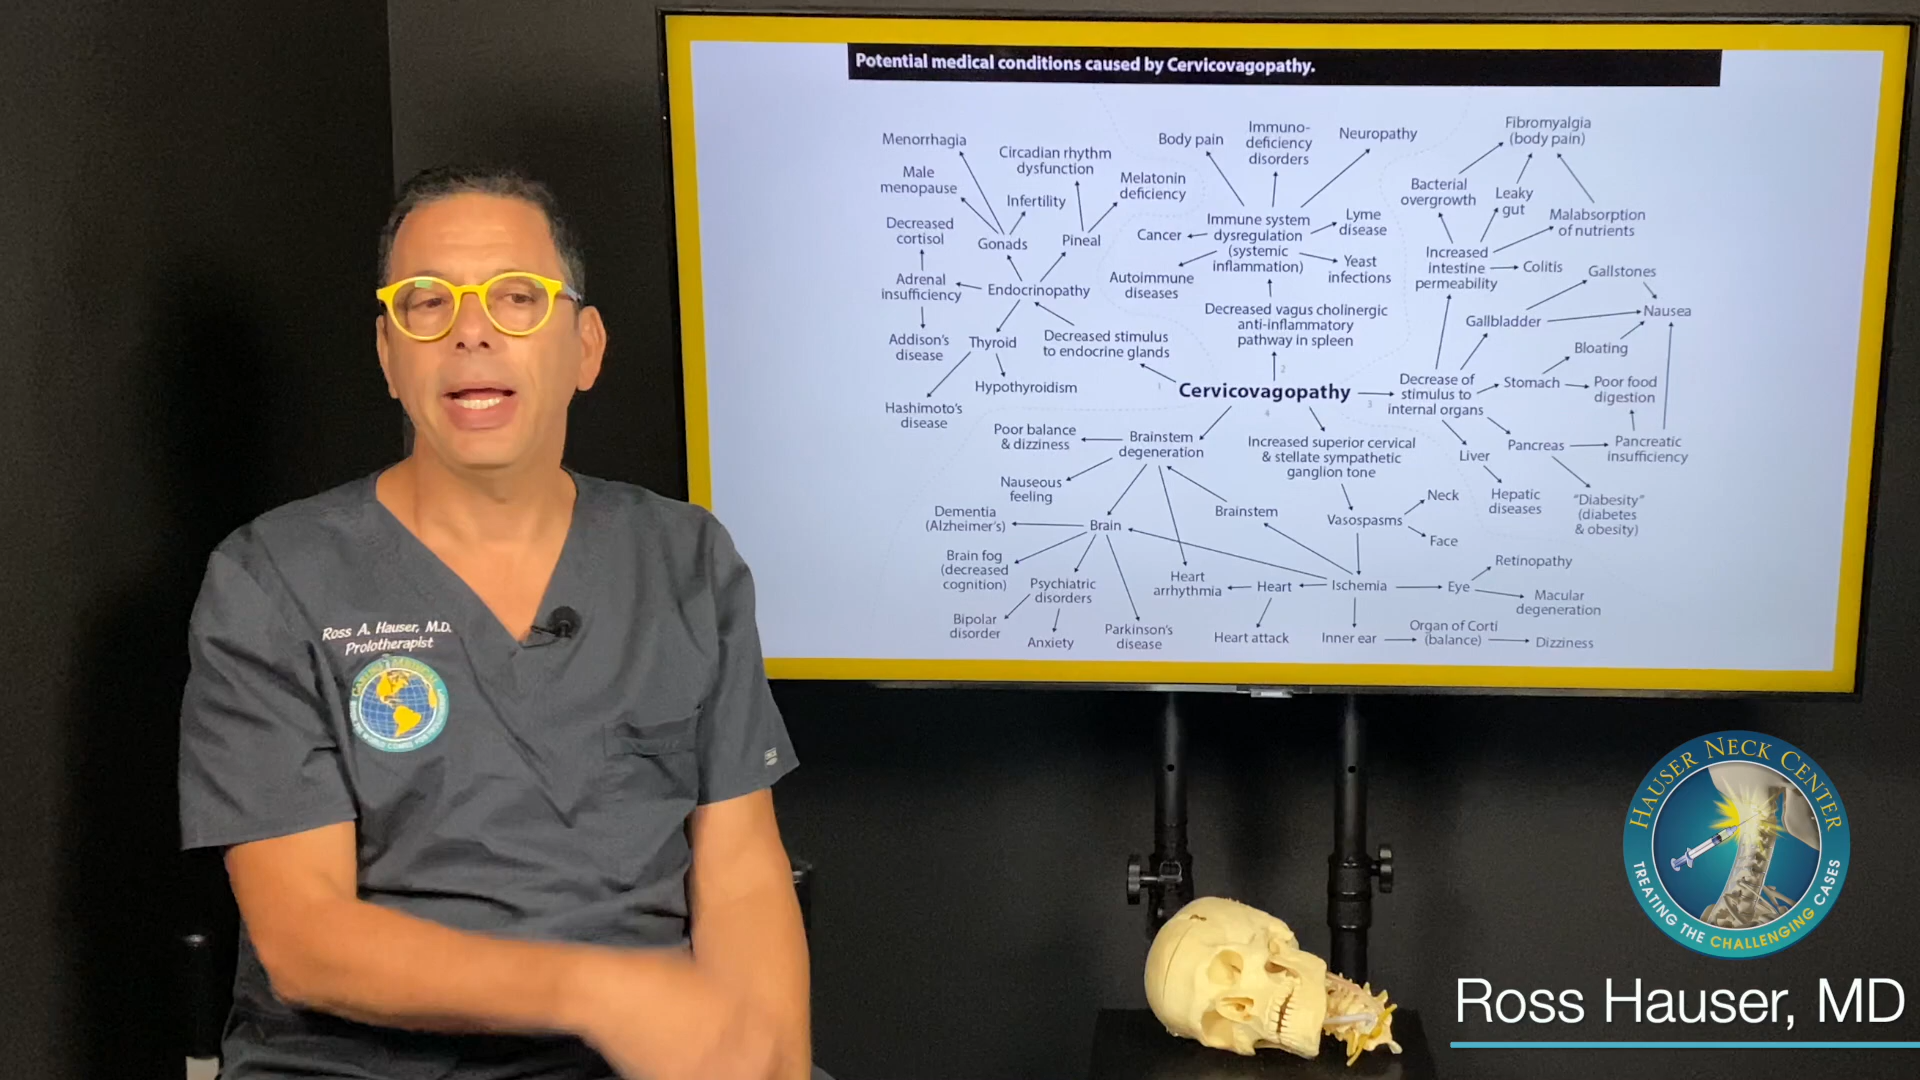 Potential medical conditions caused by Cervicovagopathy.
Menorrhagia
Male
menopause
Circadian rhythm
dysfunction
Melatonin
deficiency
Infertility
Decreased
cortisol
Gonads
Pineal
Adrenal
insufficiency
Endocrinopathy
Addison's
disease
Thyroid
Decreased stimulus
to endocrine glands
Hypothyroidism
Hashimoto's
disease
1
Body pain
Immuno-
deficiency
disorders
Neuropathy
Immune system
dysregulation
(systemic
inflammation)
Lyme
disease
Cancer
Yeast
infections
Autoimmune
diseases
Decreased vagus cholinergic
anti-inflammatory
pathway in spleen
2
Cervicovagopathy
3
4
Fibromyalgia
(body pain)
Bacterial
overgrowth
Leaky
gut
Malabsorption
of nutrients
Increased
intestine
permeability
Colitis
Gallstones
Gallbladder
Nausea
Bloating
Decrease of
stimulus to
internal organs
Stomach
Poor food
digestion
Pancreas
Pancreatic
insufficiency
Liver
Hepatic
diseases
"Diabesity"
(diabetes
& obesity)
Poor balance
& dizziness
Brainstem
degeneration
Increased superior cervical
& stellate sympathetic
ganglion tone
Nauseous
feeling
Dementia
(Alzheimer's)
Brain
Brainstem
Vasospasms
Neck
Face
Brain fog
(decreased
cognition)
Psychiatric
disorders
Heart
arrhythmia
Heart
Ischemia
Eye
Retinopathy
Macular
degeneration
Bipolar
disorder
Anxiety
Parkinson's
disease
Heart attack
Inner ear
Organ of Corti
(balance)
Dizziness
Ross A. Hauser, M.D.
Prolotherapist
HAUSER NECK CENTER
TREATING THE CHALLENGING CASES
Ross Hauser, MD